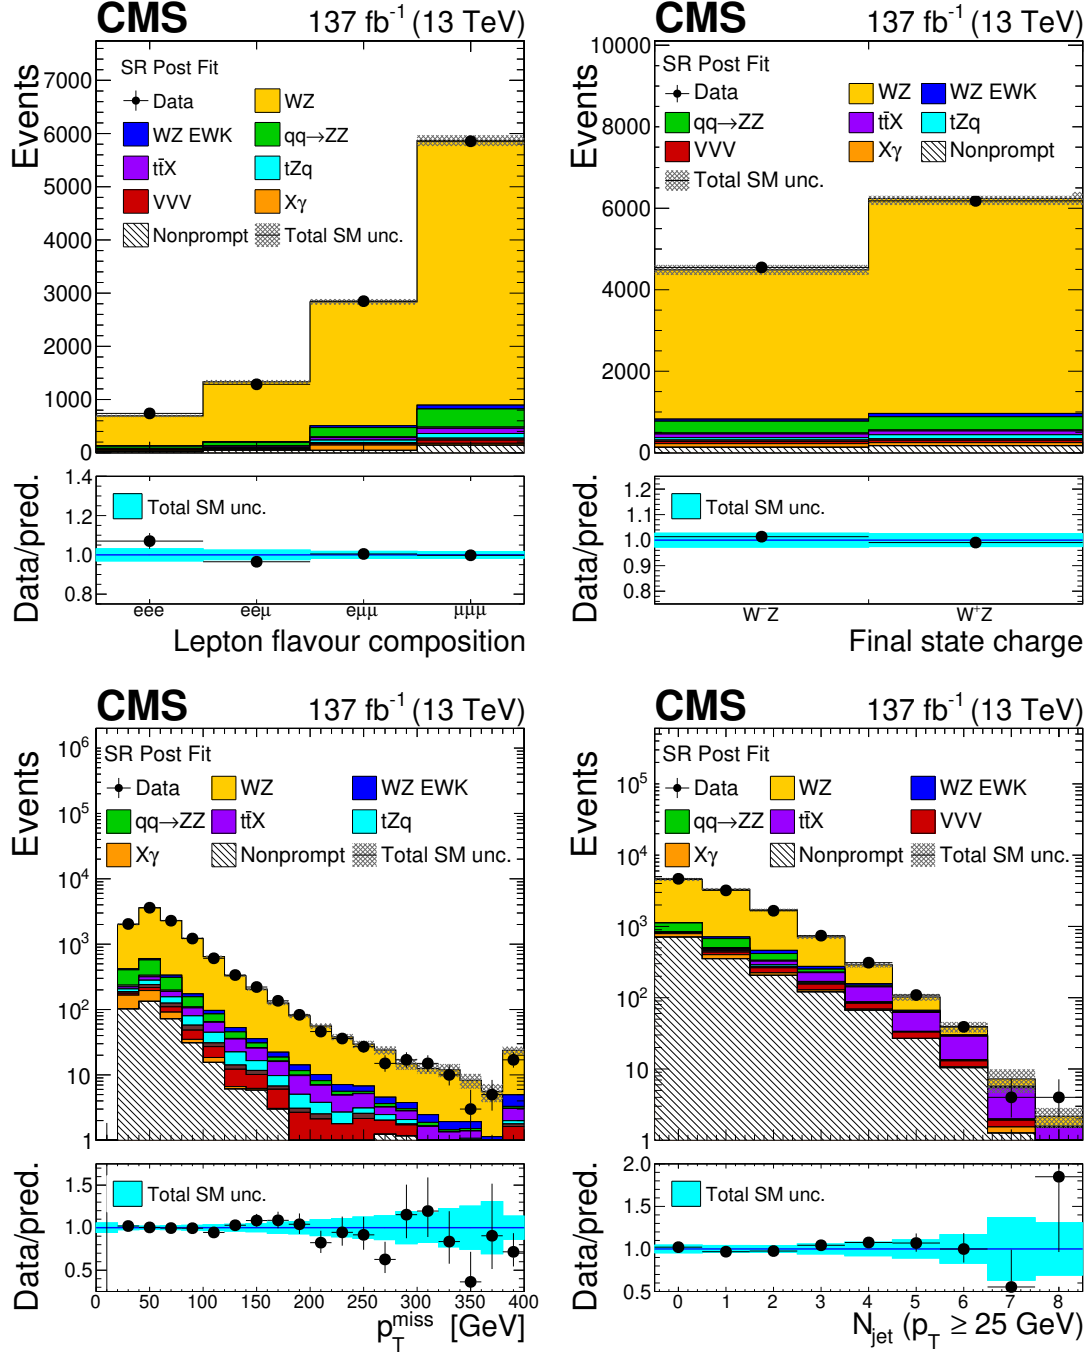 CMS 137 fb⁻¹ (13 TeV)
Events
7000
6000
5000
4000
3000
2000
1000
0
SR Post Fit
Data WZ
WZ EWK qq→ZZ
tt̄X tZq
VVV Xγ
Nonprompt Total SM unc.
Data/pred.
1.4
1.2
1.0
0.8
Total SM unc.
eee eeμ eμμ μμμ
Lepton flavour composition
CMS 137 fb⁻¹ (13 TeV)
Events
10000
8000
6000
4000
2000
0
SR Post Fit
Data WZ WZ EWK
qq→ZZ tt̄X tZq
VVV Xγ Nonprompt
Total SM unc.
Data/pred.
1.2
1.1
1.0
0.9
0.8
Total SM unc.
W⁻Z W⁺Z
Final state charge
CMS 137 fb⁻¹ (13 TeV)
Events
10⁶
10⁵
10⁴
10³
10²
10
1
SR Post Fit
Data WZ WZ EWK
qq→ZZ tt̄X tZq
Xγ Nonprompt Total SM unc.
Data/pred.
1.5
1.0
0.5
Total SM unc.
0 50 100 150 200 250 300 350 400
p_T^miss [GeV]
CMS 137 fb⁻¹ (13 TeV)
Events
10⁵
10⁴
10³
10²
10
1
SR Post Fit
Data WZ WZ EWK
qq→ZZ tt̄X VVV
Xγ Nonprompt Total SM unc.
Data/pred.
2.0
1.5
1.0
0.5
Total SM unc.
0 1 2 3 4 5 6 7 8
N_jet (p_T ≥ 25 GeV)